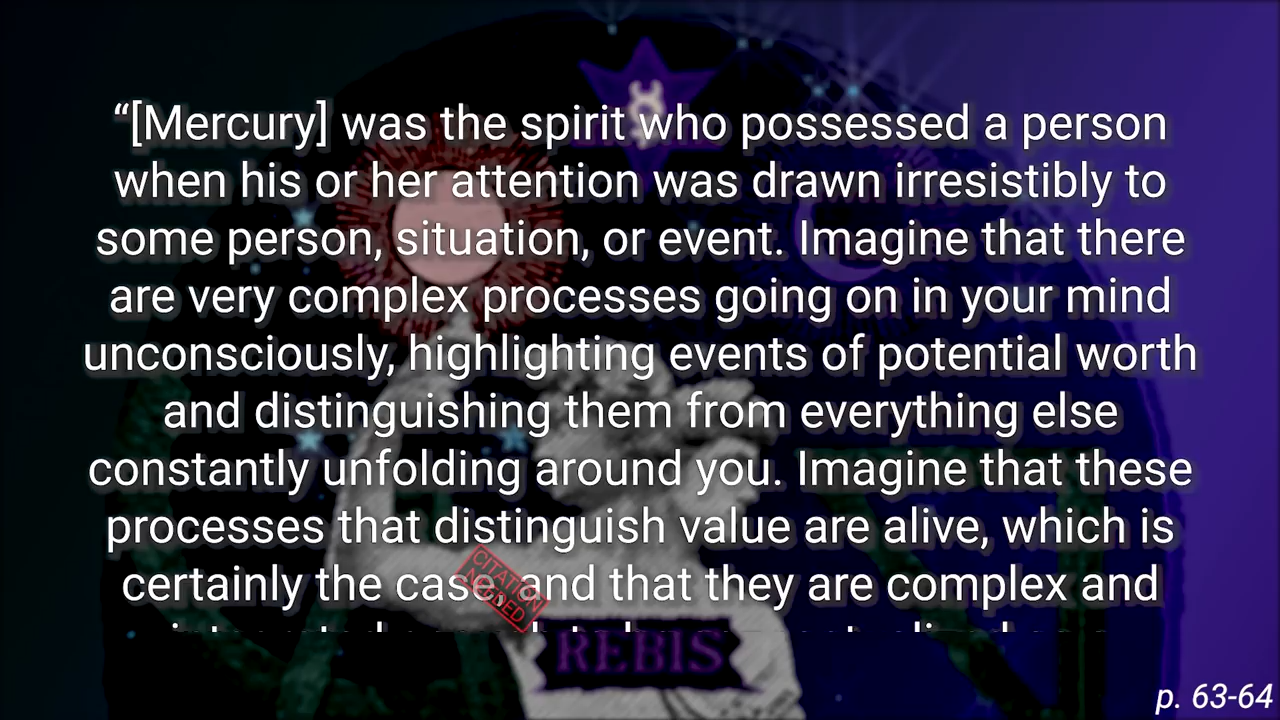 “[Mercury] was the spirit who possessed a person
when his or her attention was drawn irresistibly to
some person, situation, or event. Imagine that there
are very complex processes going on in your mind
unconsciously, highlighting events of potential worth
and distinguishing them from everything else
constantly unfolding around you. Imagine that these
processes that distinguish value are alive, which is
certainly the case, and that they are complex and
CITATION
NEEDED
REBIS
p. 63-64